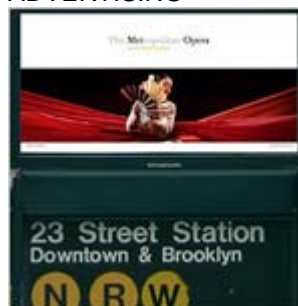 ADVERTISING
The Metropolitan Opera
23 Street Station
Downtown & Brooklyn
N R W